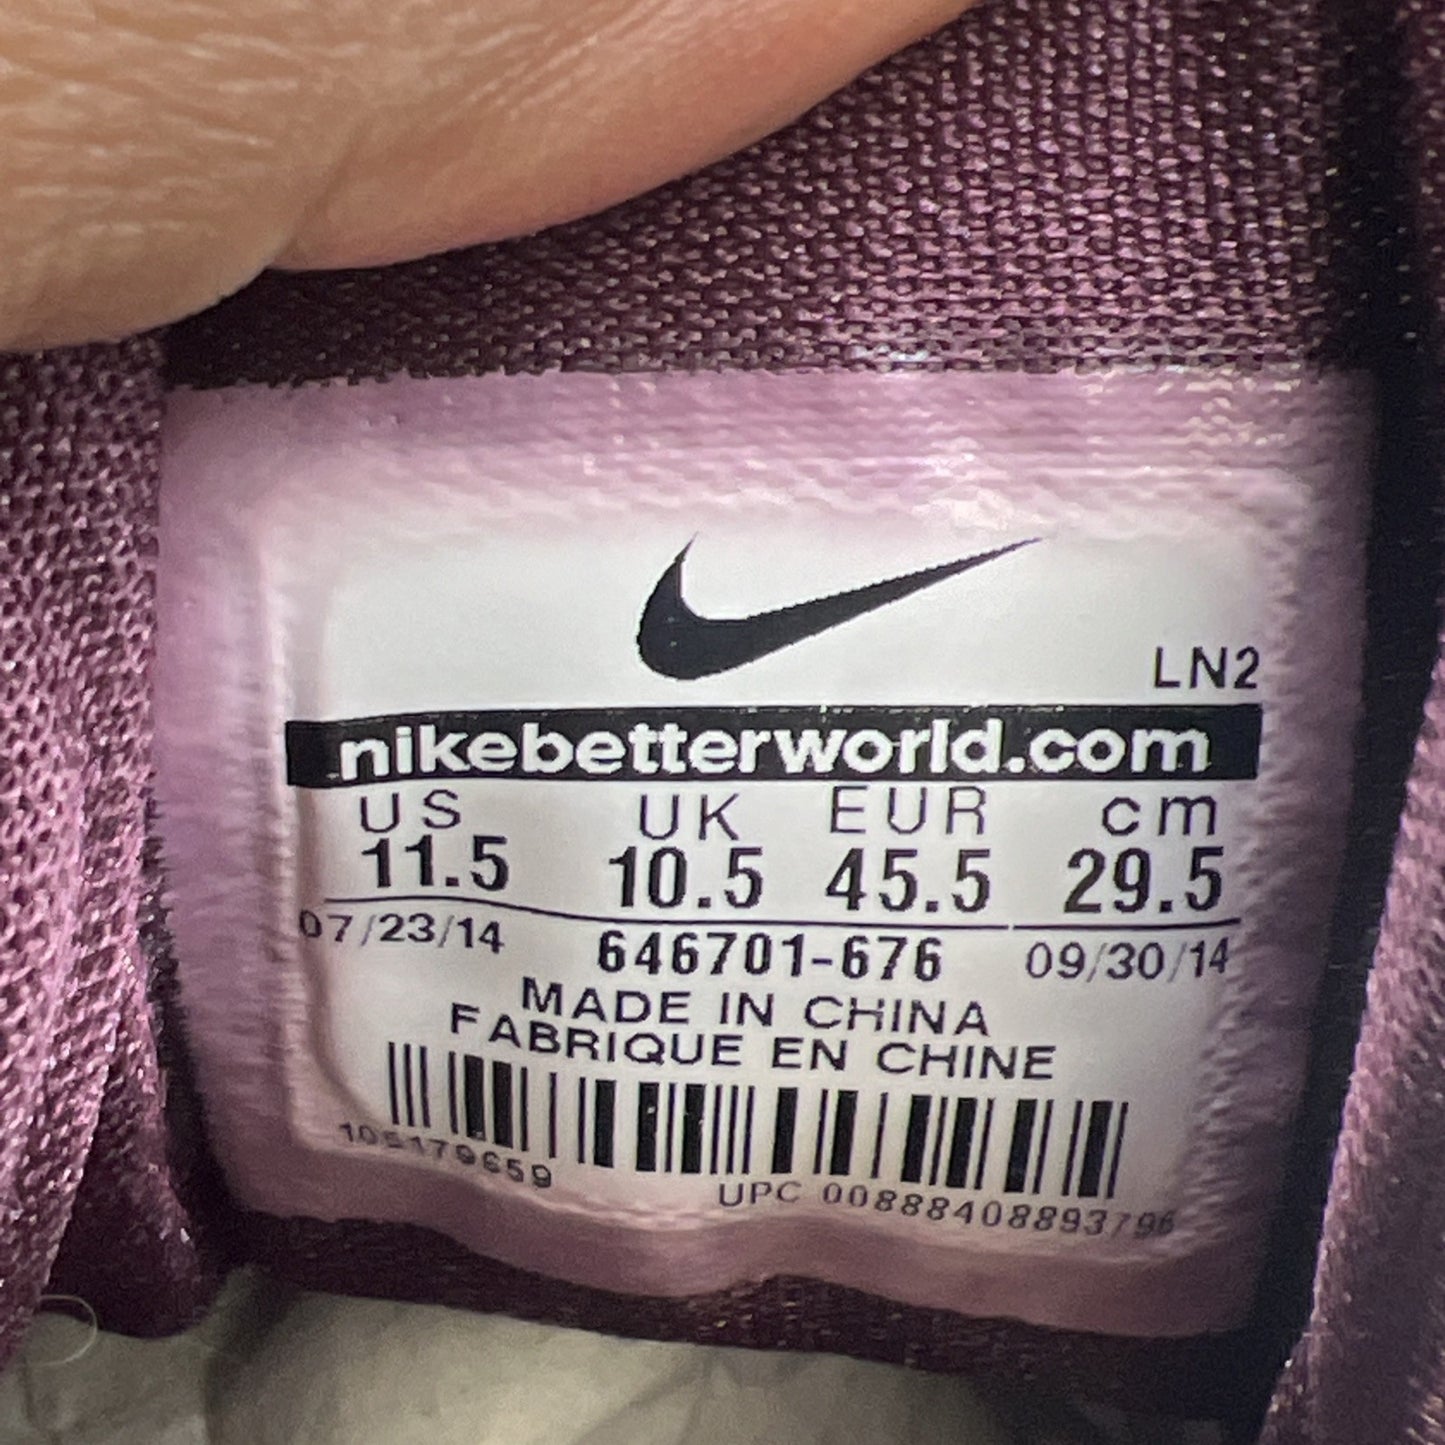 LN2
nikebetterworld.com
US UK EUR cm
11.5 10.5 45.5 29.5
07/23/14 646701-676 09/30/14
MADE IN CHINA
FABRIQUE EN CHINE
105179659
UPC 00888408893796